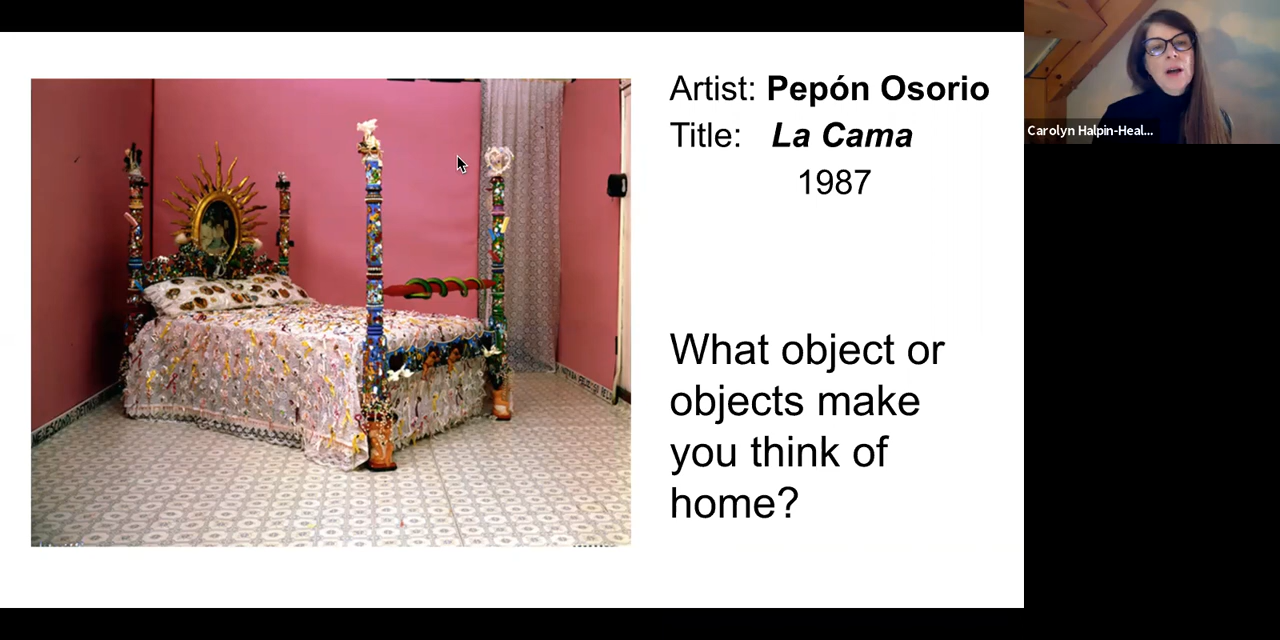 Artist: Pepón Osorio
Title: La Cama
1987
What object or
objects make
you think of
home?
Carolyn Halpin-Heal...